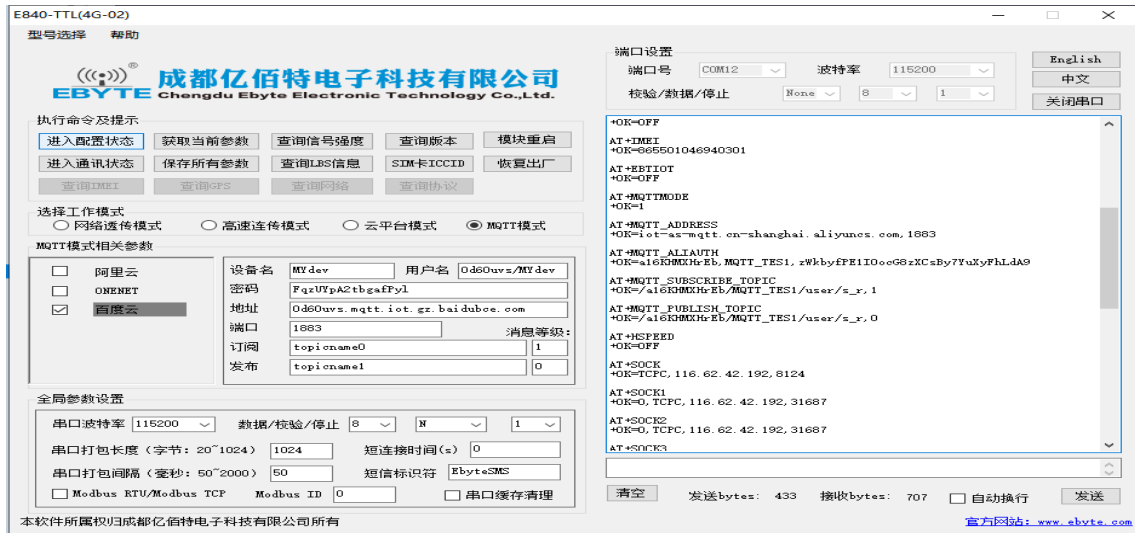 E840-TTL(4G-02)
型号选择 帮助
EBYTE ®
成都亿佰特电子科技有限公司
Chengdu Ebyte Electronic Technology Co.,Ltd.
执行命令及提示
进入配置状态 获取当前参数 查询信号强度 查询版本 模块重启
进入通讯状态 保存所有参数 查询LBS信息 SIM卡ICCID 恢复出厂
查询IMEI 查询GPS 查询网络 查询协议
选择工作模式
网络透传模式 高速连传模式 云平台模式 MQTT模式
MQTT模式相关参数
阿里云
ONENET
百度云
设备名 MYdev 用户名 0d60uvs/MYdev
密码 FqzUYpA2tbgafPyl
地址 0d60uvs.mqtt.iot.gz.baidubce.com
端口 1883 消息等级:
订阅 topicname0 1
发布 topicname1 0
全局参数设置
串口波特率 115200 数据/校验/停止 8 N 1
串口打包长度（字节：20~1024） 1024 短连接时间(s) 0
串口打包间隔（毫秒：50~2000） 50 短信标识符 EbyteSMS
Modbus RTU/Modbus TCP Modbus ID 0 串口缓存清理
本软件所属权归成都亿佰特电子科技有限公司所有
端口设置
端口号 COM12 波特率 115200
校验/数据/停止 None 8 1
English
中文
关闭串口
+OK=OFF
AT+IMEI
+OK=865501046940301
AT+EBTIOT
+OK=OFF
AT+MQTTMODE
+OK=1
AT+MQTT_ADDRESS
+OK=iot-as-mqtt.cn-shanghai.aliyuncs.com,1883
AT+MQTT_ALIAUTH
+OK=a16KHMXHrEb,MQTT_TES1,zWkbyfPE1IOocG8zXCsBy7YuXyFhLdA9
AT+MQTT_SUBSCRIBE_TOPIC
+OK=/a16KHMXHrEb/MQTT_TES1/user/s_r,1
AT+MQTT_PUBLISH_TOPIC
+OK=/a16KHMXHrEb/MQTT_TES1/user/s_r,0
AT+HSPEED
+OK=OFF
AT+SOCK
+OK=TCPC,116.62.42.192,8124
AT+SOCK1
+OK=0,TCPC,116.62.42.192,31687
AT+SOCK2
+OK=0,TCPC,116.62.42.192,31687
AT+SOCK3
清空 发送bytes: 433 接收bytes: 707 自动换行 发送
官方网站: www.ebyte.com